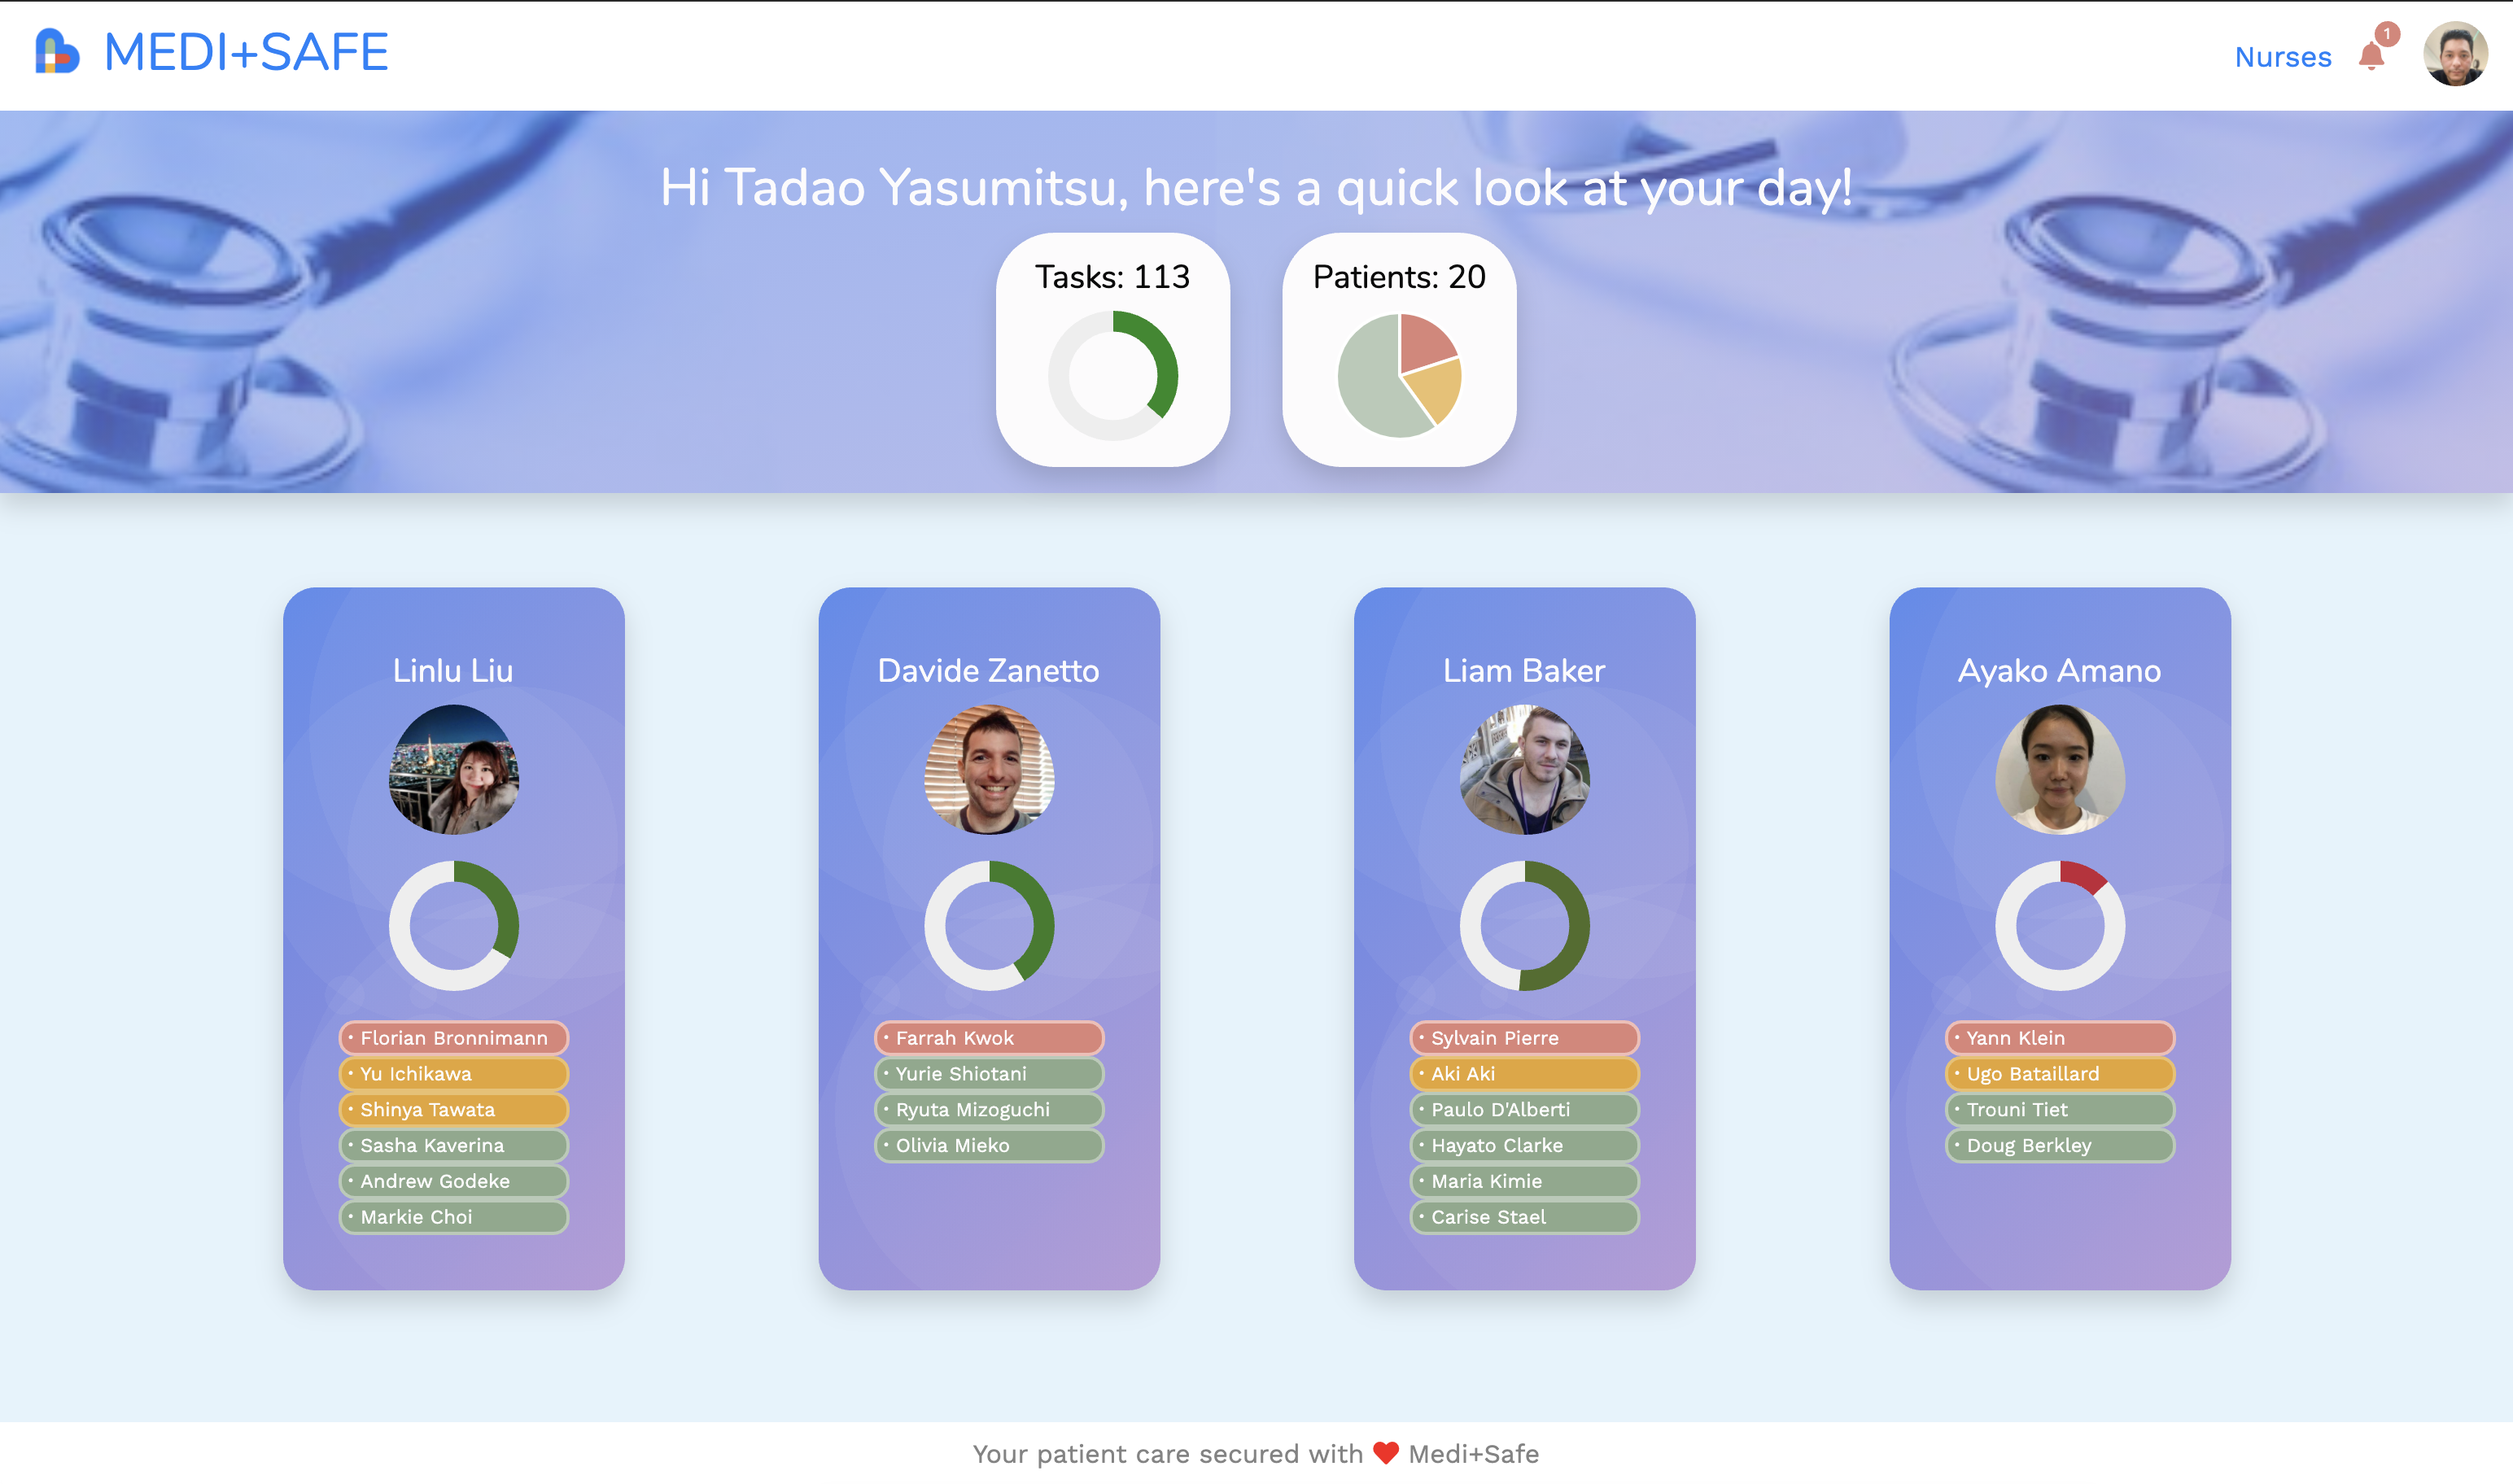 MEDI+SAFE
Nurses
1
Hi Tadao Yasumitsu, here's a quick look at your day!
Tasks: 113
Patients: 20
Linlu Liu
• Florian Bronnimann
• Yu Ichikawa
• Shinya Tawata
• Sasha Kaverina
• Andrew Godeke
• Markie Choi
Davide Zanetto
• Farrah Kwok
• Yurie Shiotani
• Ryuta Mizoguchi
• Olivia Mieko
Liam Baker
• Sylvain Pierre
• Aki Aki
• Paulo D'Alberti
• Hayato Clarke
• Maria Kimie
• Carise Stael
Ayako Amano
• Yann Klein
• Ugo Bataillard
• Trouni Tiet
• Doug Berkley
Your patient care secured with ❤ Medi+Safe